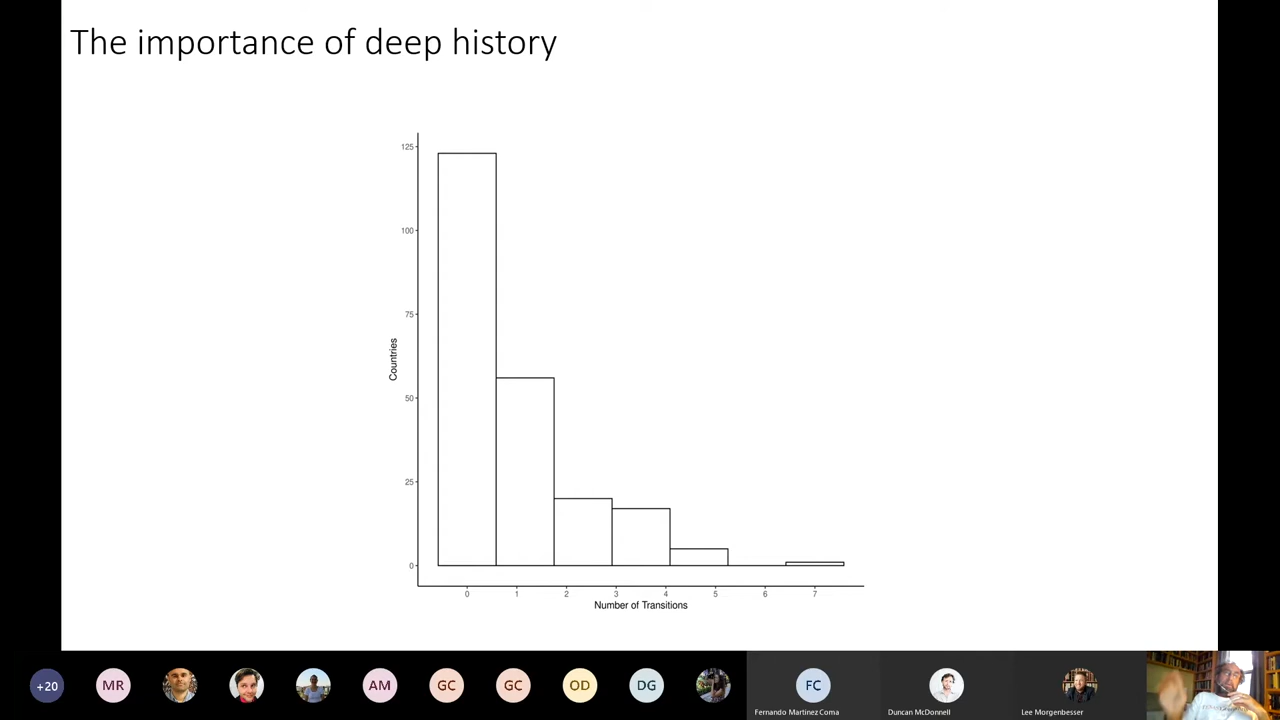 The importance of deep history
125
100
75
50
25
0
Countries
0 1 2 3 4 5 6 7
Number of Transitions
+20 MR AM GC GC OD DG FC
Fernando Martinez Coma Duncan McDonnell Lee Morgenbesser